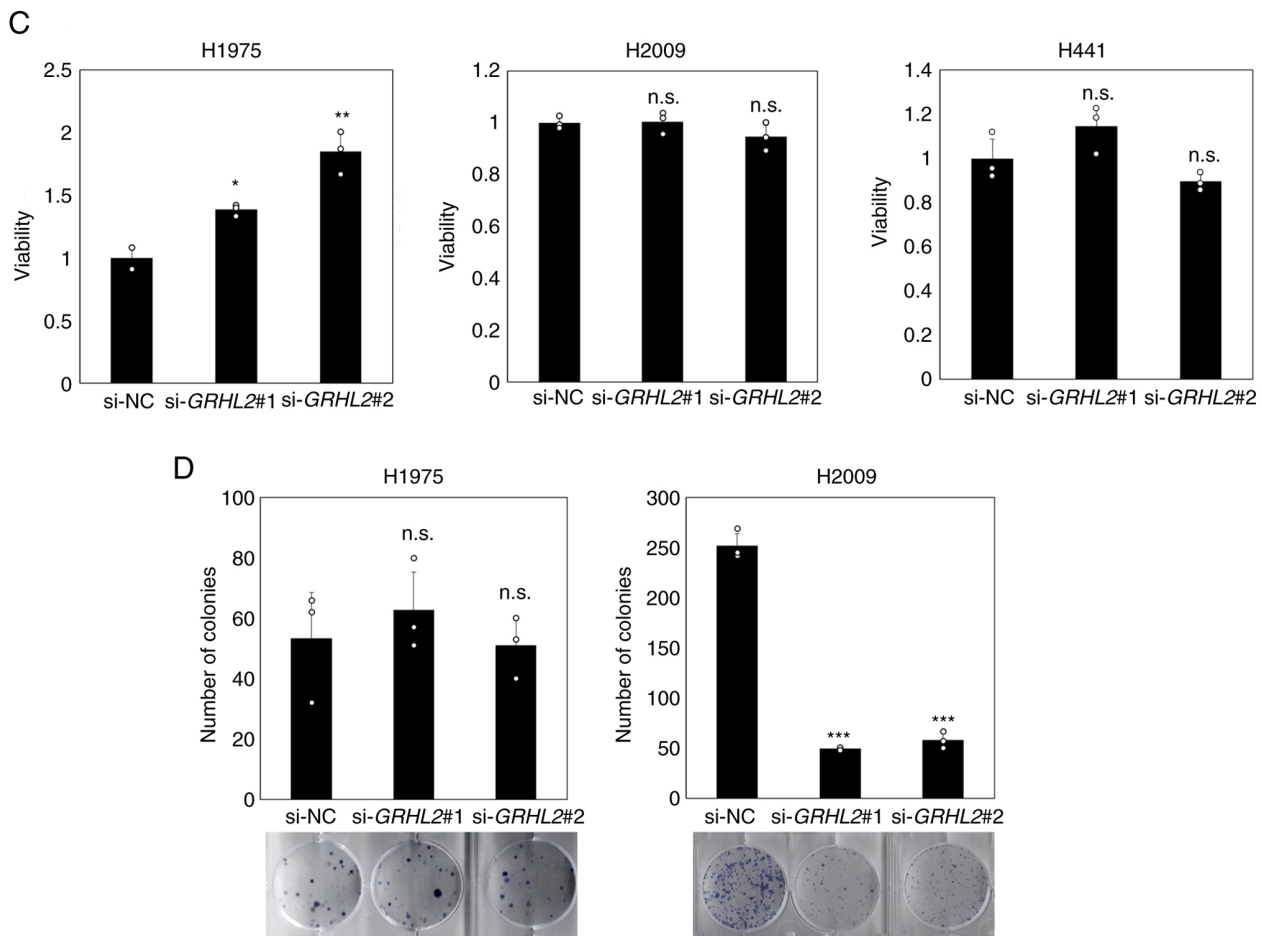 C
H1975
H2009
H441
2.5
2
1.5
1
0.5
0
Viability
*
**
si-NC si-GRHL2#1 si-GRHL2#2
1.2
1
0.8
0.6
0.4
0.2
0
Viability
n.s.
n.s.
si-NC si-GRHL2#1 si-GRHL2#2
1.4
1.2
1
0.8
0.6
0.4
0.2
0
Viability
n.s.
n.s.
si-NC si-GRHL2#1 si-GRHL2#2
D
H1975
H2009
100
80
60
40
20
0
Number of colonies
n.s.
n.s.
si-NC si-GRHL2#1 si-GRHL2#2
300
250
200
150
100
50
0
Number of colonies
***
***
si-NC si-GRHL2#1 si-GRHL2#2